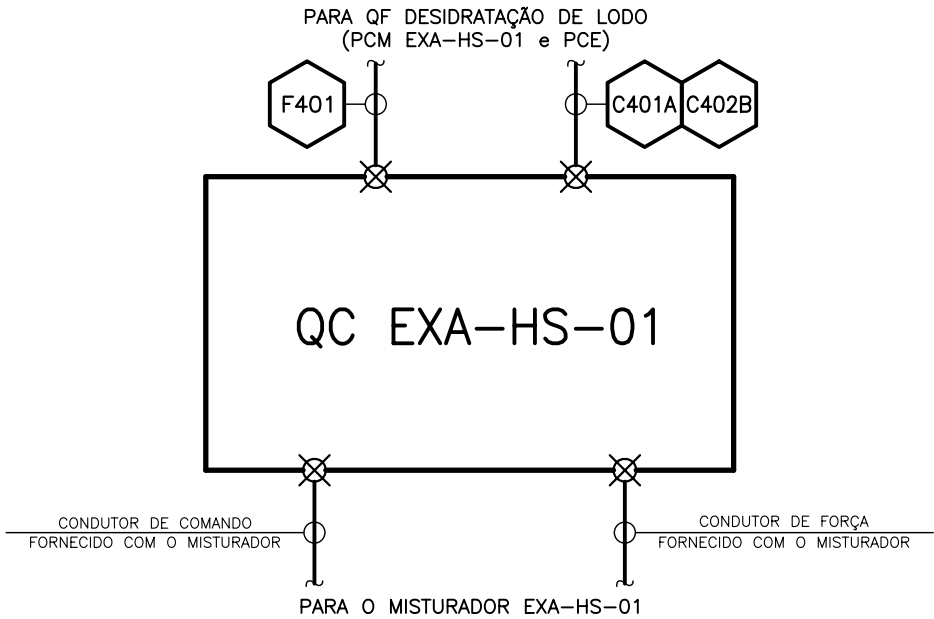 PARA QF DESIDRATAÇÃO DE LODO
(PCM EXA-HS-01 e PCE)
F401
C401A
C402B
QC EXA-HS-01
CONDUTOR DE COMANDO
FORNECIDO COM O MISTURADOR
CONDUTOR DE FORÇA
FORNECIDO COM O MISTURADOR
PARA O MISTURADOR EXA-HS-01